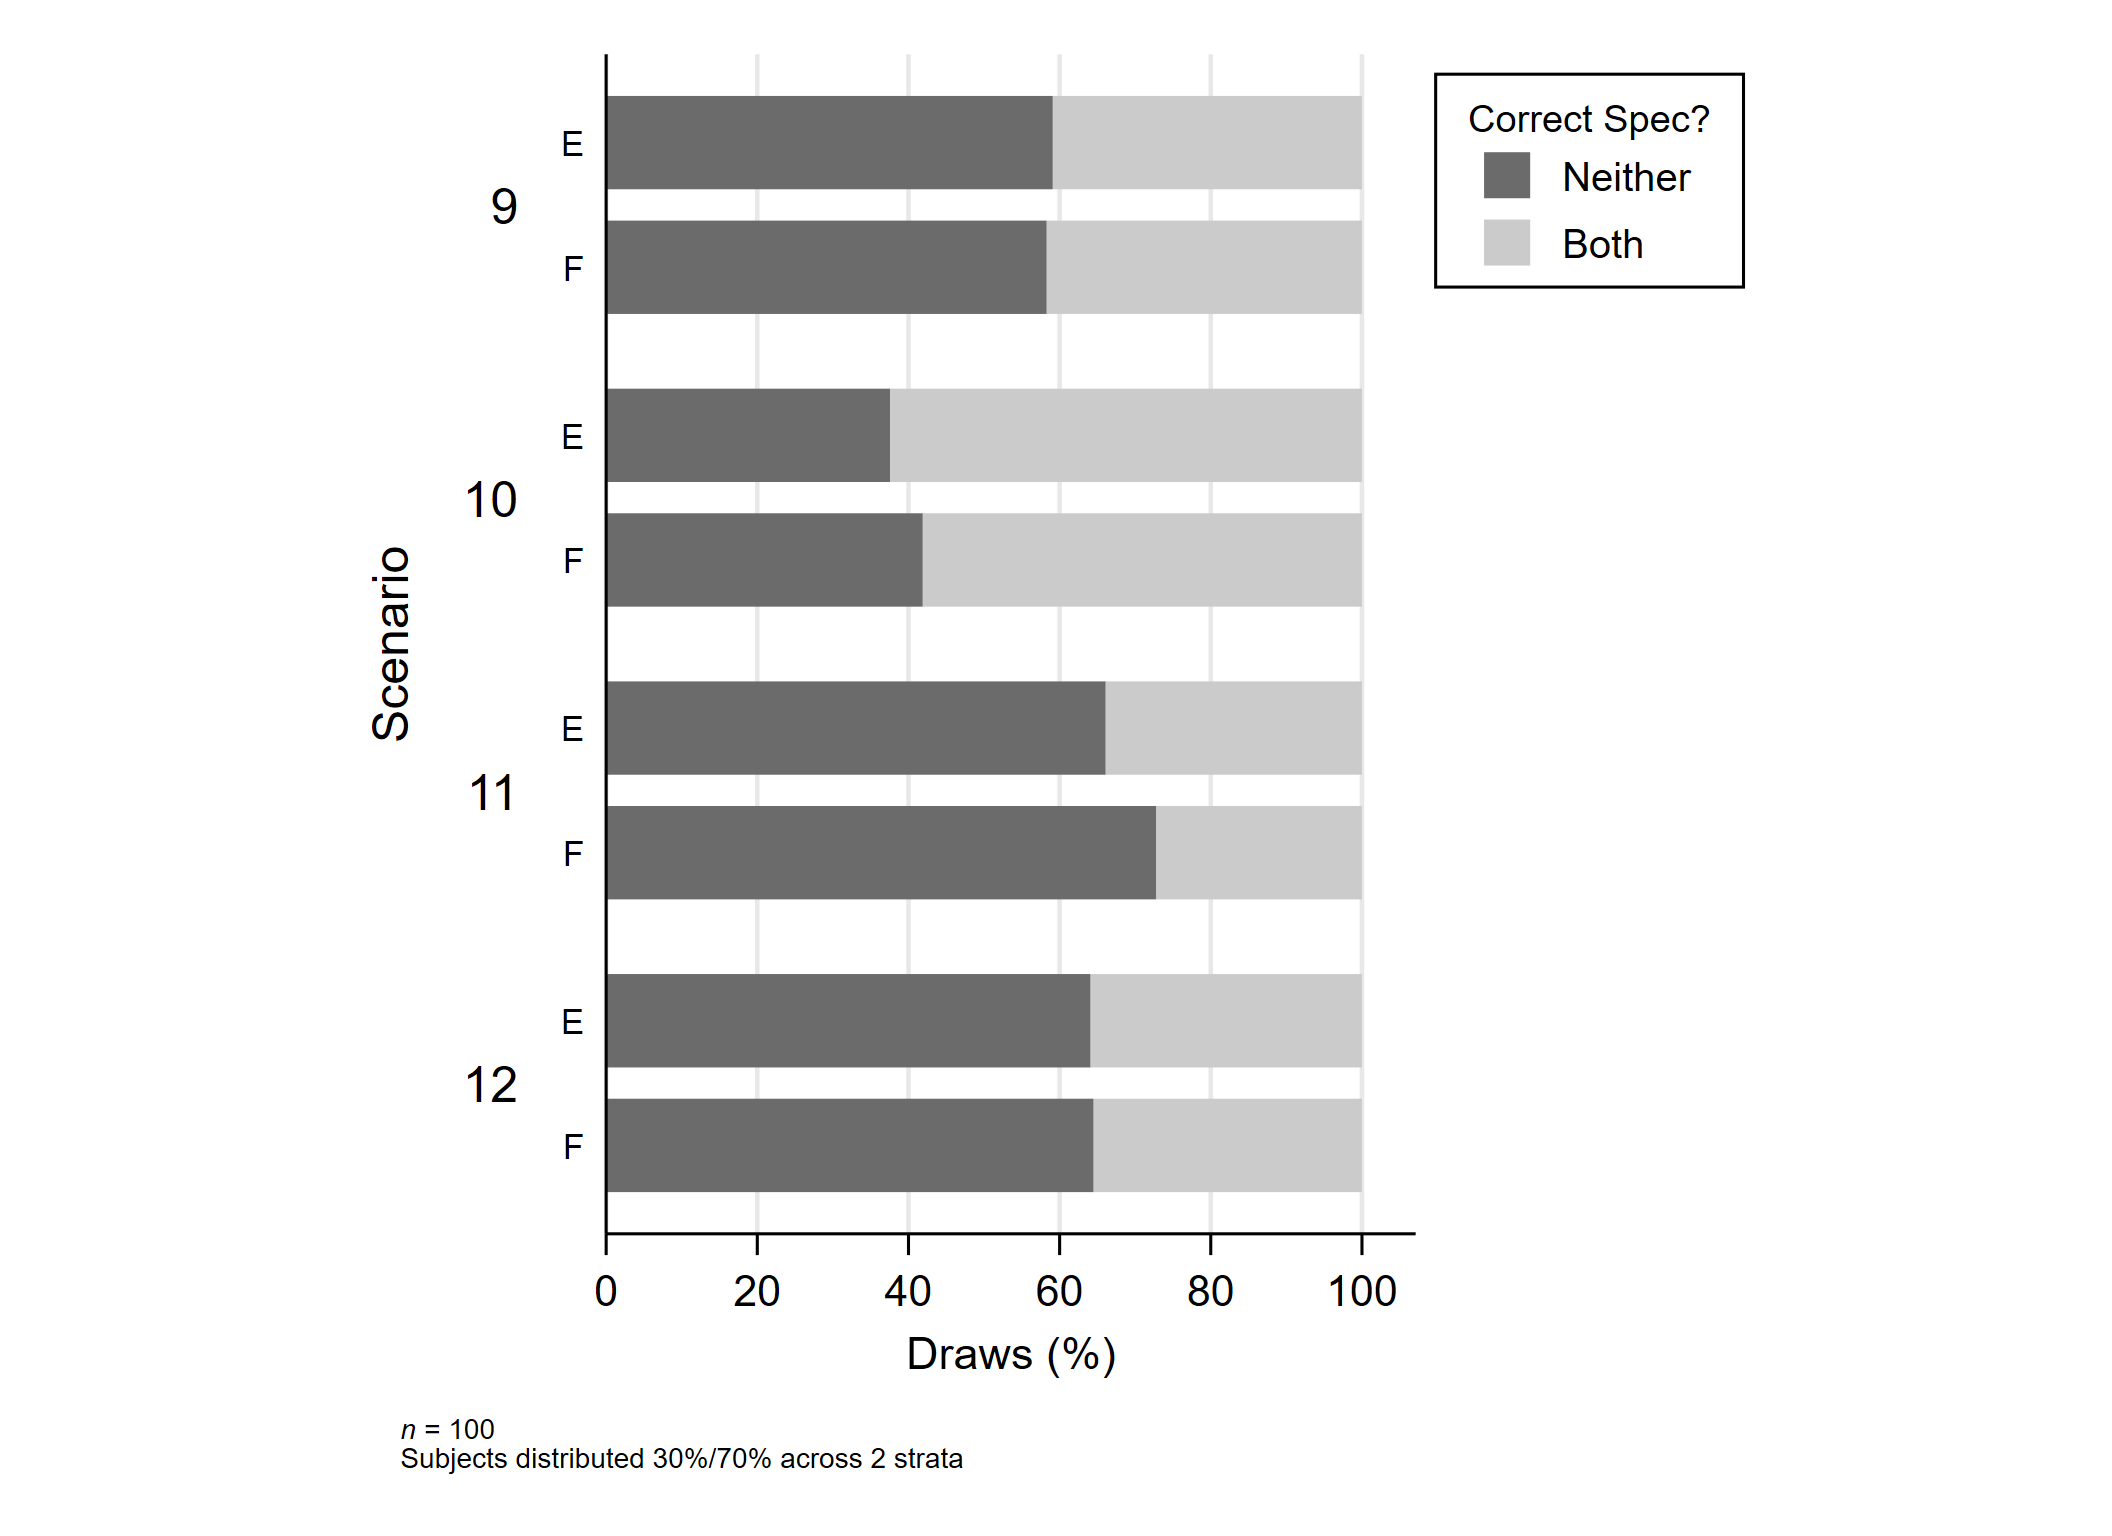 Correct Spec?
Neither
Both
Scenario
9
E
F
10
E
F
11
E
F
12
E
F
0 20 40 60 80 100
Draws (%)
n = 100
Subjects distributed 30%/70% across 2 strata